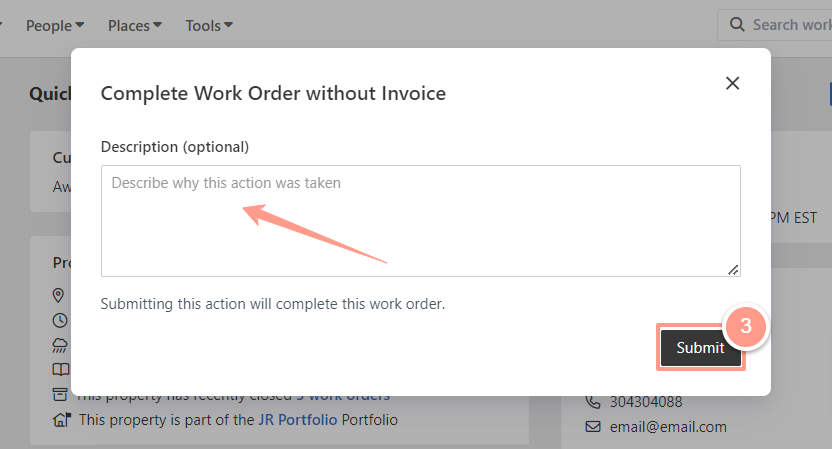 People Places Tools Search work
Quick
Complete Work Order without Invoice
Description (optional)
Cu
Describe why this action was taken
Aw
PM EST
Pro
Submitting this action will complete this work order.
3
Submit
This property has recently closed 5 work orders
304304088
This property is part of the JR Portfolio Portfolio
email@email.com